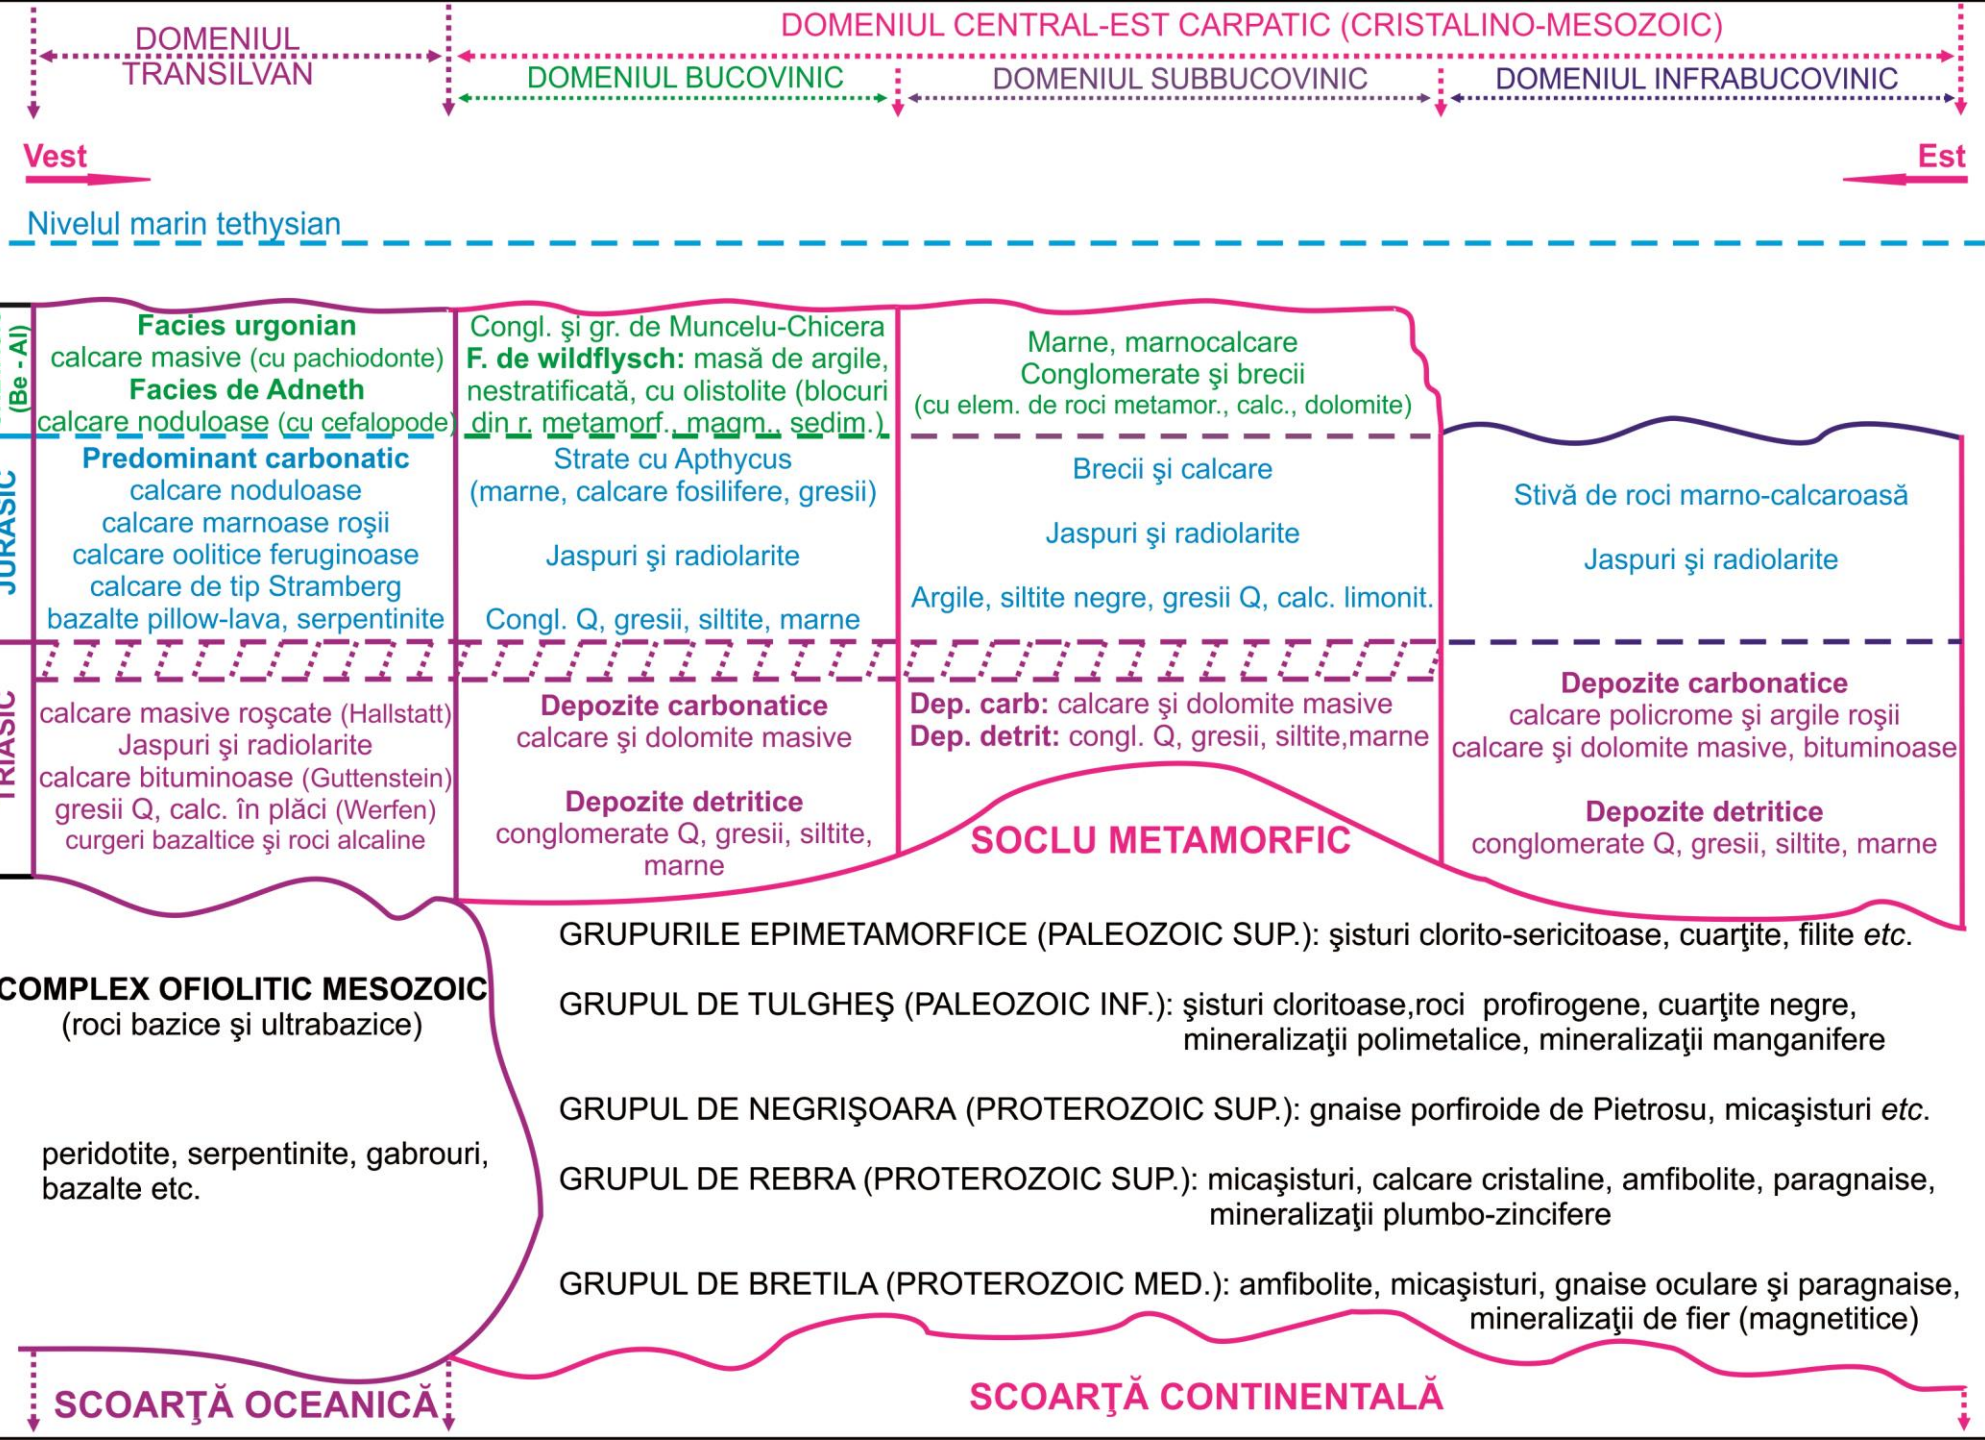 DOMENIUL
TRANSILVAN
DOMENIUL CENTRAL-EST CARPATIC (CRISTALINO-MESOZOIC)
DOMENIUL BUCOVINIC
DOMENIUL SUBBUCOVINIC
DOMENIUL INFRABUCOVINIC
Vest
Est
Nivelul marin tethysian
(Be - Al)
Facies urgonian
calcare masive (cu pachiodonte)
Facies de Adneth
calcare noduloase (cu cefalopode)
Congl. şi gr. de Muncelu-Chicera
F. de wildflysch: masă de argile,
nestratificată, cu olistolite (blocuri
din r. metamorf., magm., sedim.)
Marne, marnocalcare
Conglomerate şi brecii
(cu elem. de roci metamor., calc., dolomite)
JURASIC
Predominant carbonatic
calcare noduloase
calcare marnoase roşii
calcare oolitice feruginoase
calcare de tip Stramberg
bazalte pillow-lava, serpentinite
Strate cu Apthycus
(marne, calcare fosilifere, gresii)
Jaspuri şi radiolarite
Congl. Q, gresii, siltite, marne
Brecii şi calcare
Jaspuri şi radiolarite
Argile, siltite negre, gresii Q, calc. limonit.
Stivă de roci marno-calcaroasă
Jaspuri şi radiolarite
TRIASIC
calcare masive roşcate (Hallstatt)
Jaspuri şi radiolarite
calcare bituminoase (Guttenstein)
gresii Q, calc. în plăci (Werfen)
curgeri bazaltice şi roci alcaline
Depozite carbonatice
calcare şi dolomite masive
Depozite detritice
conglomerate Q, gresii, siltite,
marne
Dep. carb: calcare şi dolomite masive
Dep. detrit: congl. Q, gresii, siltite,marne
Depozite carbonatice
calcare policrome şi argile roşii
calcare şi dolomite masive, bituminoase
Depozite detritice
conglomerate Q, gresii, siltite, marne
SOCLU METAMORFIC
COMPLEX OFIOLITIC MESOZOIC
(roci bazice şi ultrabazice)
peridotite, serpentinite, gabrouri,
bazalte etc.
GRUPURILE EPIMETAMORFICE (PALEOZOIC SUP.): şisturi clorito-sericitoase, cuarţite, filite etc.
GRUPUL DE TULGHEŞ (PALEOZOIC INF.): şisturi cloritoase,roci profirogene, cuarţite negre,
mineralizaţii polimetalice, mineralizaţii manganifere
GRUPUL DE NEGRIŞOARA (PROTEROZOIC SUP.): gnaise porfiroide de Pietrosu, micaşisturi etc.
GRUPUL DE REBRA (PROTEROZOIC SUP.): micaşisturi, calcare cristaline, amfibolite, paragnaise,
mineralizaţii plumbo-zincifere
GRUPUL DE BRETILA (PROTEROZOIC MED.): amfibolite, micaşisturi, gnaise oculare şi paragnaise,
mineralizaţii de fier (magnetitice)
SCOARŢĂ OCEANICĂ
SCOARŢĂ CONTINENTALĂ